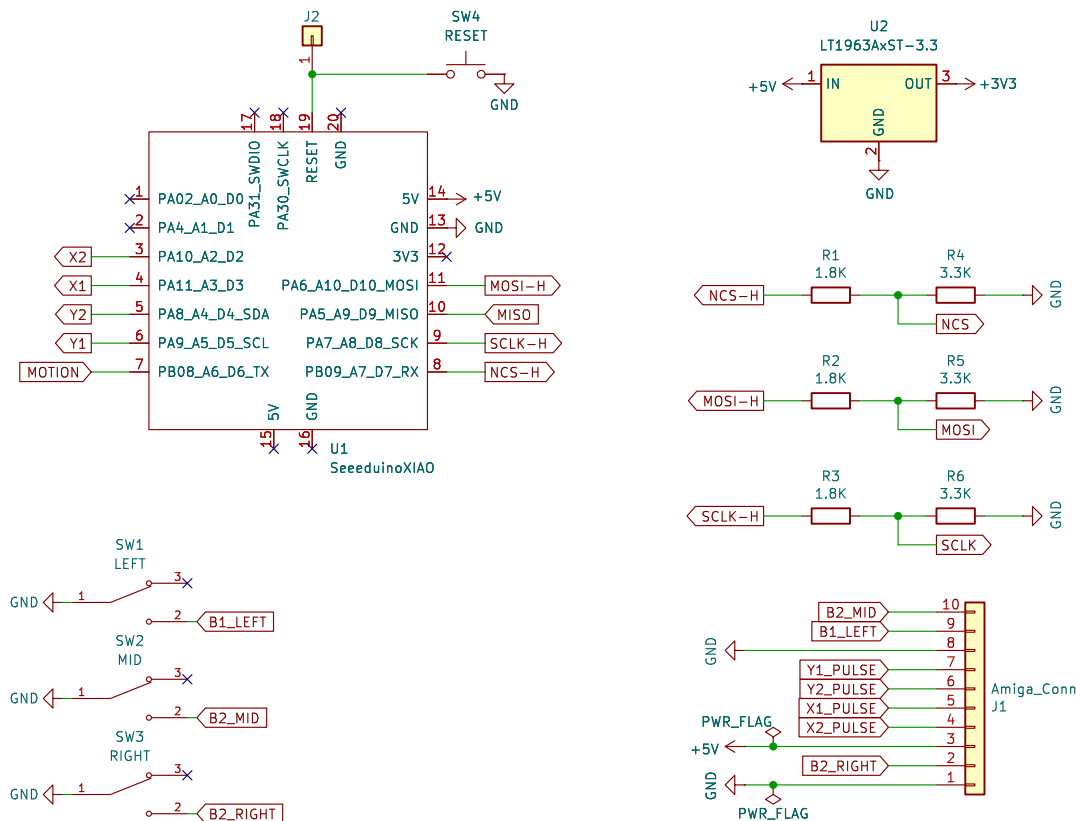 J2
1
SW4
RESET
GND
17
18
19
20
PA31_SWDIO
PA30_SWCLK
RESET
GND
1
PA02_A0_D0
2
PA4_A1_D1
X2
3
PA10_A2_D2
X1
4
PA11_A3_D3
Y2
5
PA8_A4_D4_SDA
Y1
6
PA9_A5_D5_SCL
MOTION
7
PB08_A6_D6_TX
5V
14
+5V
GND
13
GND
3V3
12
PA6_A10_D10_MOSI
11
MOSI-H
PA5_A9_D9_MISO
10
MISO
PA7_A8_D8_SCK
9
SCLK-H
PB09_A7_D7_RX
8
NCS-H
5V
GND
15
16
U1
SeeeduinoXIAO
U2
LT1963AxST-3.3
+5V
1
IN
OUT
3
+3V3
GND
2
GND
R1
1.8K
R4
3.3K
NCS-H
GND
NCS
R2
1.8K
R5
3.3K
MOSI-H
GND
MOSI
R3
1.8K
R6
3.3K
SCLK-H
GND
SCLK
SW1
LEFT
3
GND
1
2
B1_LEFT
SW2
MID
3
GND
1
2
B2_MID
SW3
RIGHT
3
GND
1
2
B2_RIGHT
B2_MID
10
B1_LEFT
9
GND
8
Y1_PULSE
7
Y2_PULSE
6
X1_PULSE
5
X2_PULSE
4
PWR_FLAG
+5V
3
B2_RIGHT
2
GND
1
PWR_FLAG
Amiga_Conn
J1